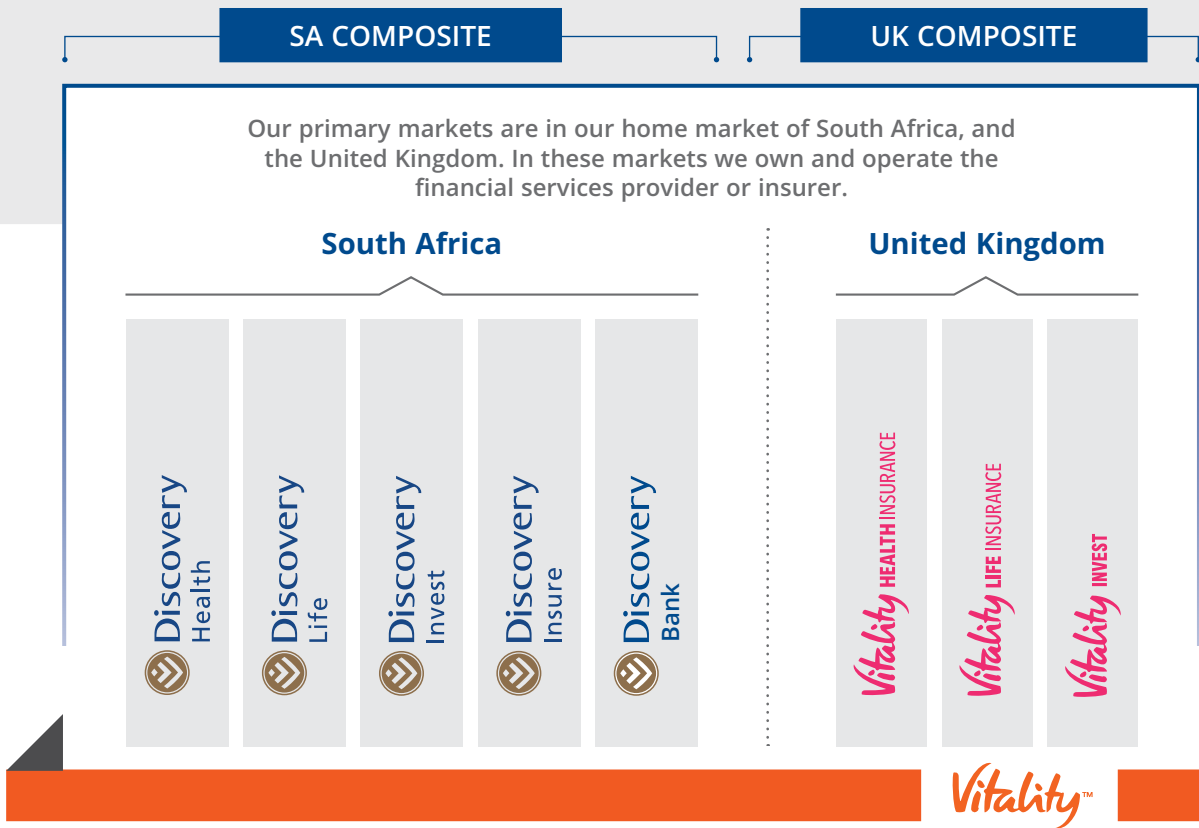 SA COMPOSITE
UK COMPOSITE
Our primary markets are in our home market of South Africa, and
the United Kingdom. In these markets we own and operate the
financial services provider or insurer.
South Africa
United Kingdom
Discovery
Health
Discovery
Life
Discovery
Invest
Discovery
Insure
Discovery
Bank
Vitality HEALTH INSURANCE
Vitality LIFE INSURANCE
Vitality INVEST
Vitality™